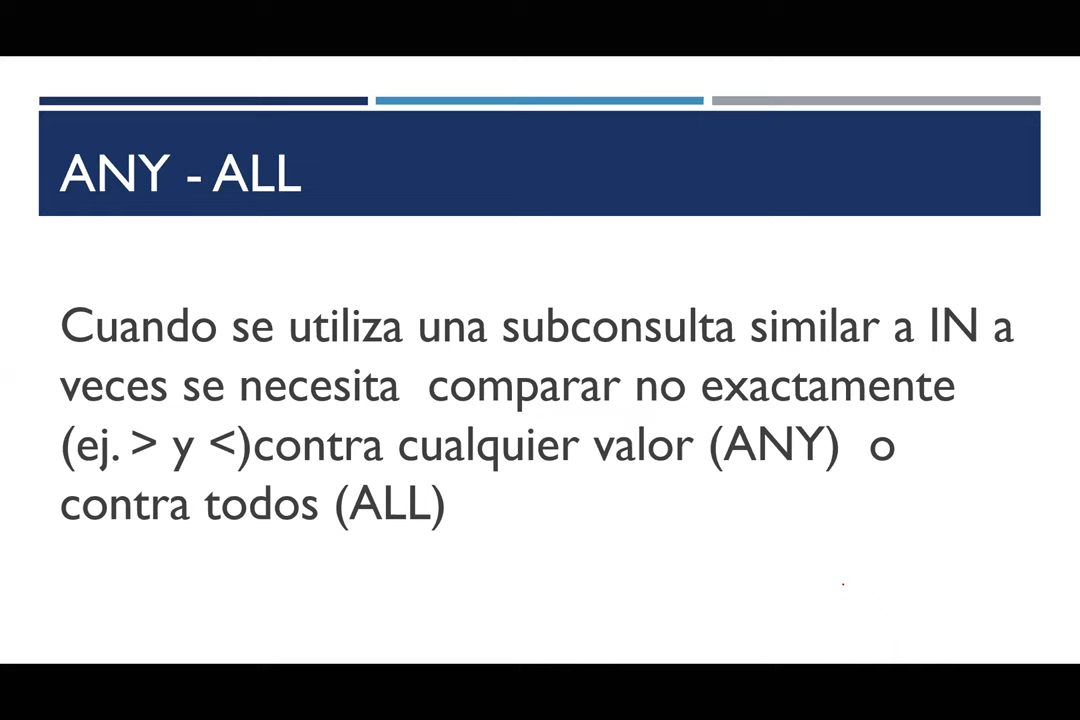 ANY - ALL
Cuando se utiliza una subconsulta similar a IN a
veces se necesita  comparar no exactamente
(ej. > y <)contra cualquier valor (ANY)  o
contra todos (ALL)